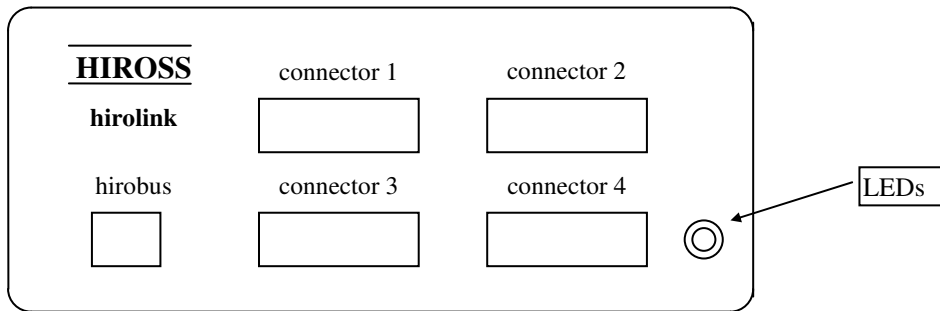 HIROSS
connector 1
connector 2
hirolink
hirobus
connector 3
connector 4
LEDs